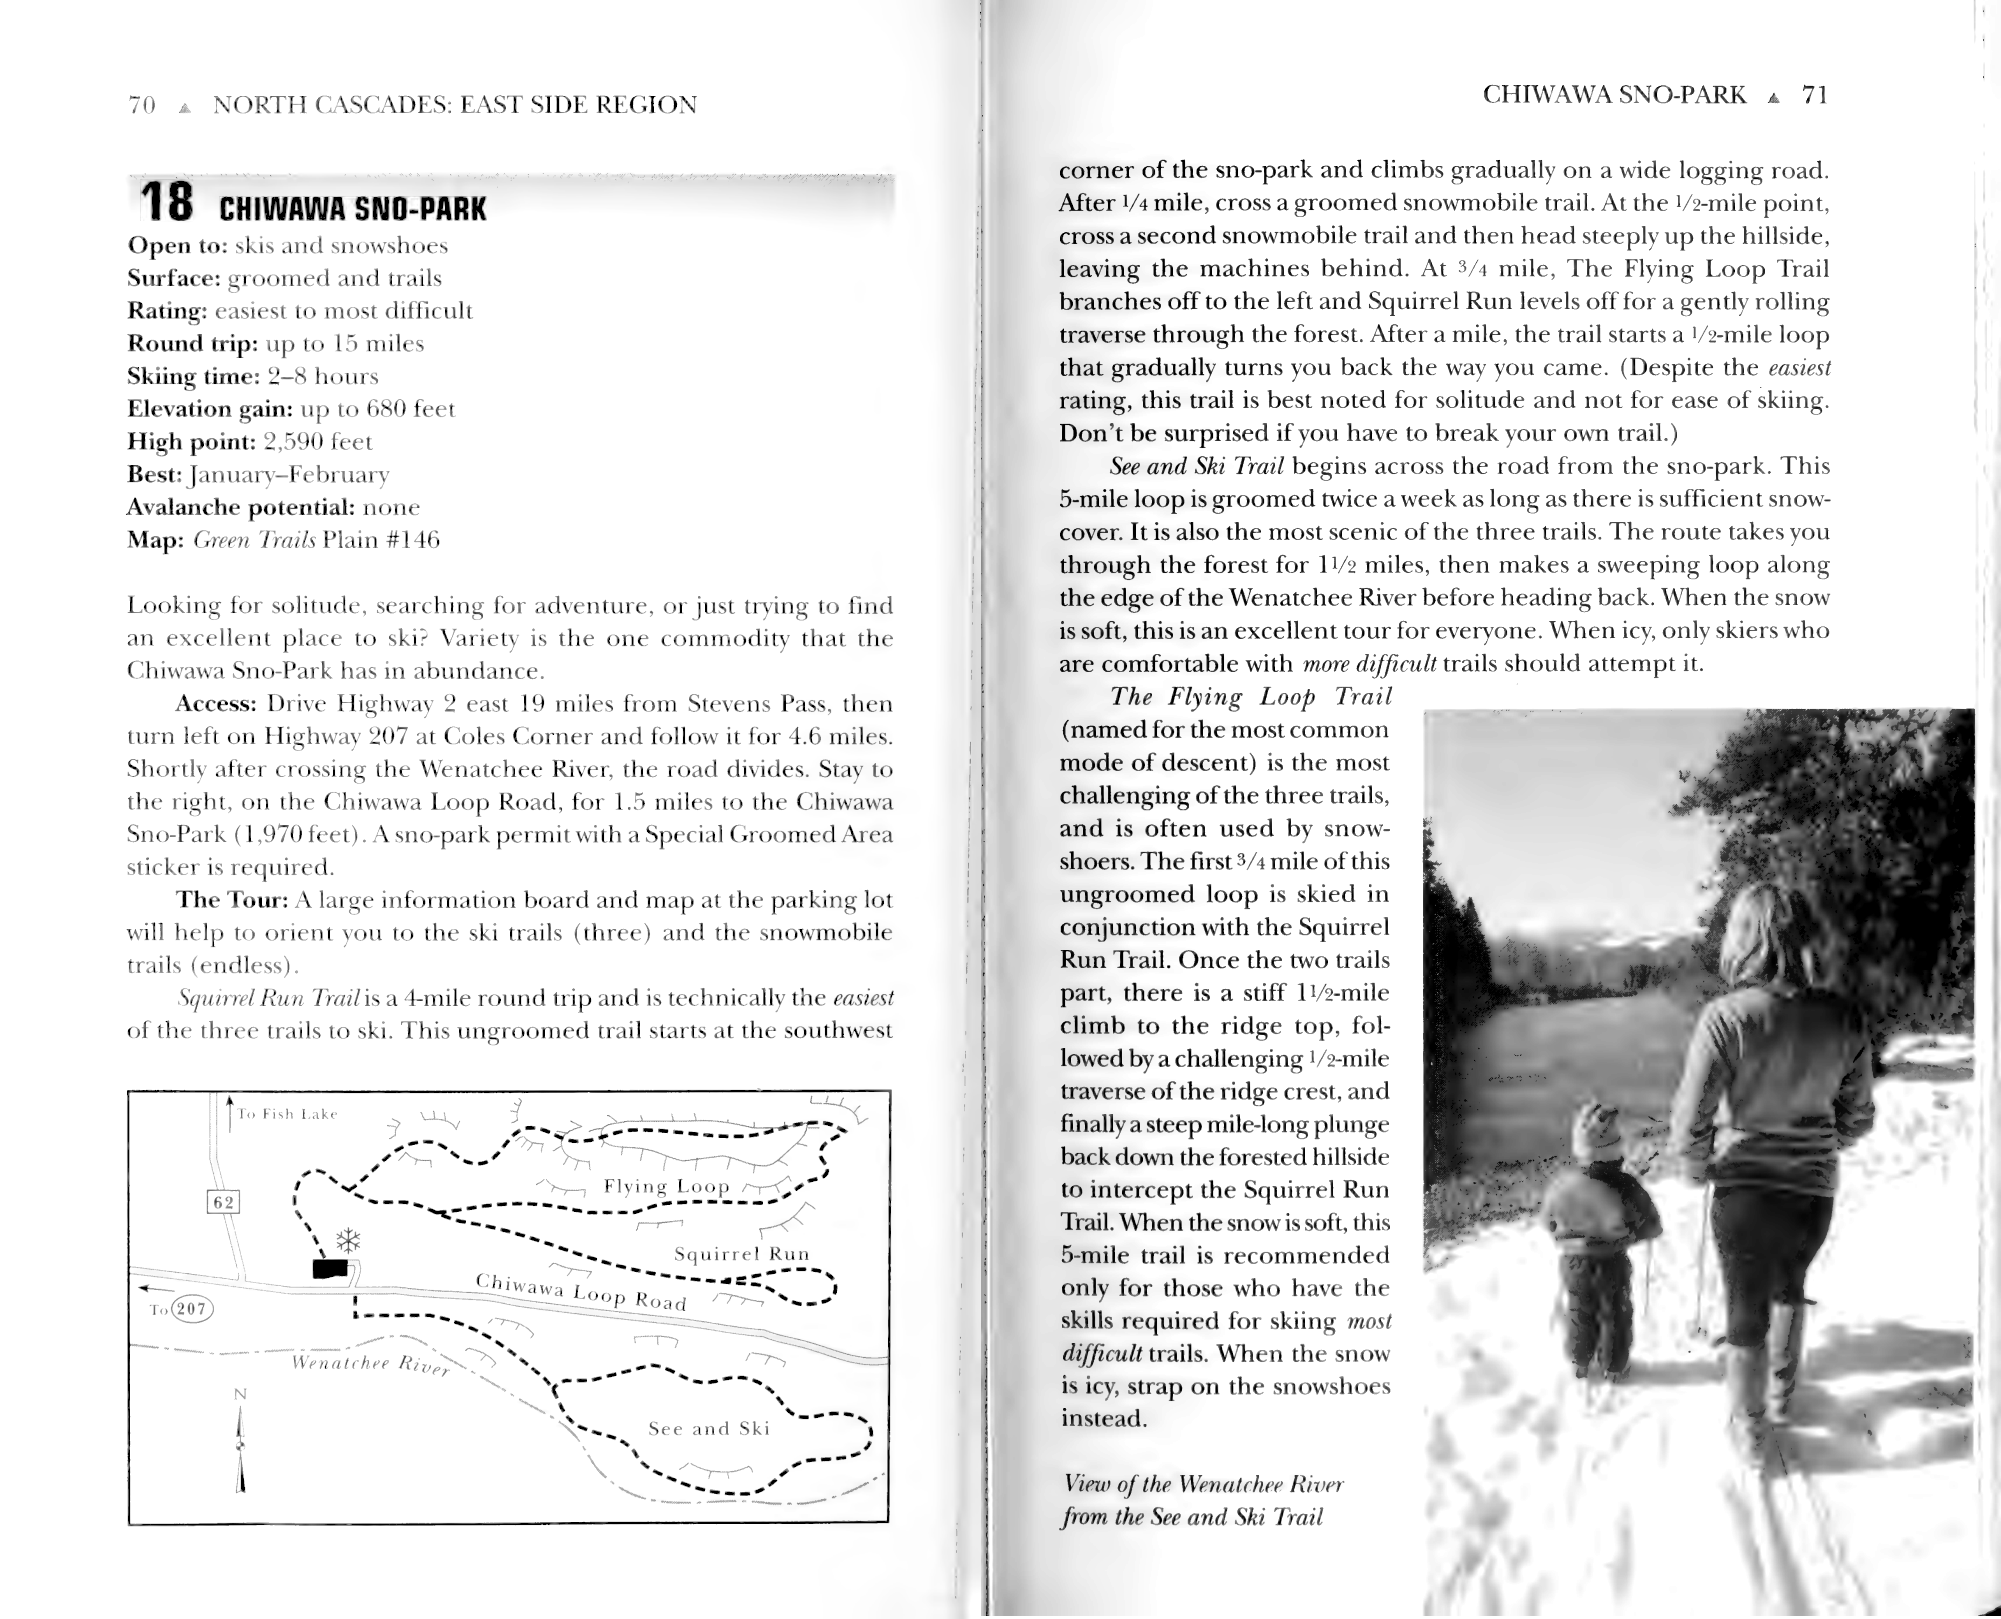 70 ▲ NORTH CASCADES: EAST SIDE REGION
18 CHIWAWA SNO-PARK
Open to: skis and snowshoes
Surface: groomed and trails
Rating: easiest to most difficult
Round trip: up to 15 miles
Skiing time: 2–8 hours
Elevation gain: up to 680 feet
High point: 2,590 feet
Best: January–February
Avalanche potential: none
Map: Green Trails Plain #146
Looking for solitude, searching for adventure, or just trying to find
an excellent place to ski? Variety is the one commodity that the
Chiwawa Sno-Park has in abundance.
Access: Drive Highway 2 east 19 miles from Stevens Pass, then
turn left on Highway 207 at Coles Corner and follow it for 4.6 miles.
Shortly after crossing the Wenatchee River, the road divides. Stay to
the right, on the Chiwawa Loop Road, for 1.5 miles to the Chiwawa
Sno-Park (1,970 feet). A sno-park permit with a Special Groomed Area
sticker is required.
The Tour: A large information board and map at the parking lot
will help to orient you to the ski trails (three) and the snowmobile
trails (endless).
Squirrel Run Trail is a 4-mile round trip and is technically the easiest
of the three trails to ski. This ungroomed trail starts at the southwest
To Fish Lake
62
Flying Loop
Squirrel Run
Chiwawa Loop Road
To 207
Wenatchee River
N
See and Ski
CHIWAWA SNO-PARK ▲ 71
corner of the sno-park and climbs gradually on a wide logging road.
After 1/4 mile, cross a groomed snowmobile trail. At the 1/2-mile point,
cross a second snowmobile trail and then head steeply up the hillside,
leaving the machines behind. At 3/4 mile, The Flying Loop Trail
branches off to the left and Squirrel Run levels off for a gently rolling
traverse through the forest. After a mile, the trail starts a 1/2-mile loop
that gradually turns you back the way you came. (Despite the easiest
rating, this trail is best noted for solitude and not for ease of skiing.
Don't be surprised if you have to break your own trail.)
See and Ski Trail begins across the road from the sno-park. This
5-mile loop is groomed twice a week as long as there is sufficient snow-
cover. It is also the most scenic of the three trails. The route takes you
through the forest for 1 1/2 miles, then makes a sweeping loop along
the edge of the Wenatchee River before heading back. When the snow
is soft, this is an excellent tour for everyone. When icy, only skiers who
are comfortable with more difficult trails should attempt it.
The Flying Loop Trail
(named for the most common
mode of descent) is the most
challenging of the three trails,
and is often used by snow-
shoers. The first 3/4 mile of this
ungroomed loop is skied in
conjunction with the Squirrel
Run Trail. Once the two trails
part, there is a stiff 1 1/2-mile
climb to the ridge top, fol-
lowed by a challenging 1/2-mile
traverse of the ridge crest, and
finally a steep mile-long plunge
back down the forested hillside
to intercept the Squirrel Run
Trail. When the snow is soft, this
5-mile trail is recommended
only for those who have the
skills required for skiing most
difficult trails. When the snow
is icy, strap on the snowshoes
instead.
View of the Wenatchee River
from the See and Ski Trail